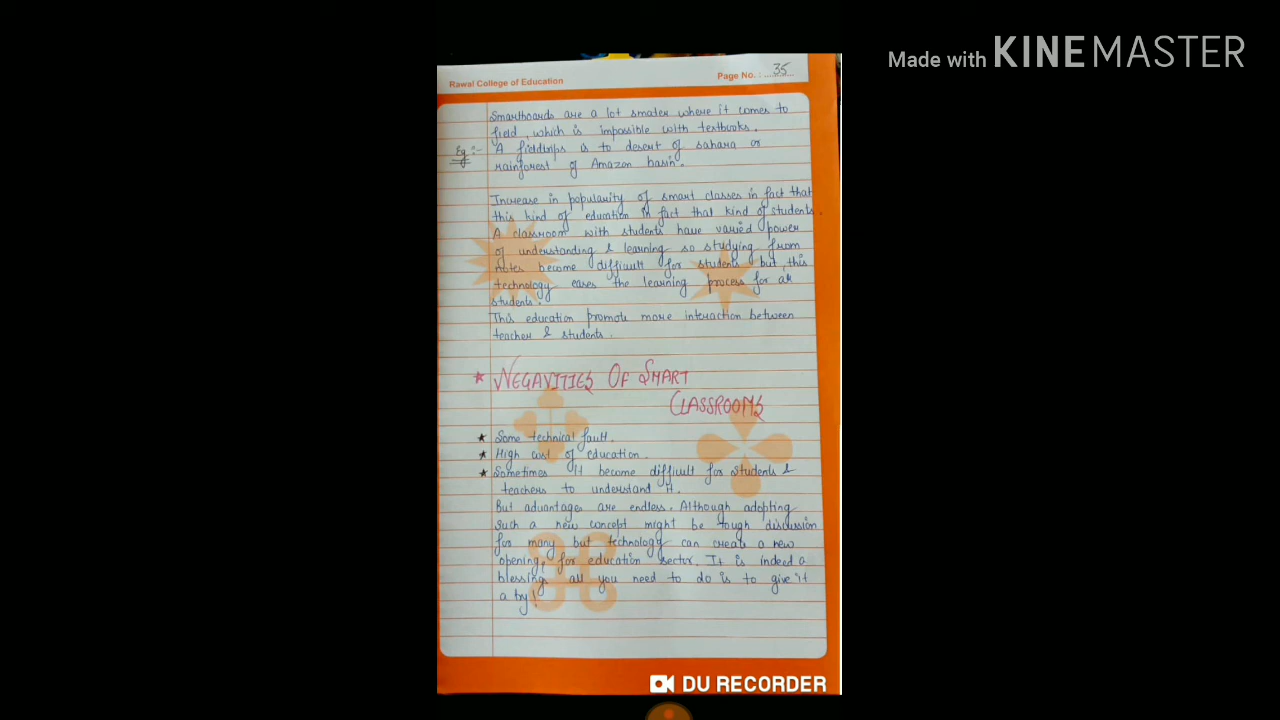 Made with KINEMASTER
Rawal College of Education
Page No. : 35
Smartboards are a lot smater where it comes to
field, which is impossible with textbooks.
Eg :- A fieldtrips is to desert of sahara or
rainforest of Amazon basin.
Increase in popularity of smart classes in fact that
this kind of education in fact that kind of students.
A classroom with students have varied power
of understanding & learning so studying from
notes become difficult for students but, this
technology eases the learning process for all
students.
This education promote more interaction between
teacher & students.
★ NEGAVITIES OF SMART
CLASSROOMS
★ Some technical fault.
★ High cost of education.
★ Sometimes it become difficult for students &
teachers to understand it.
But advantages are endless. Although adopting
such a new concept might be tough discussion
for many but technology can create a new
opening, for education sector. It is indeed a
blessing all you need to do is to give it
a try!
DU RECORDER